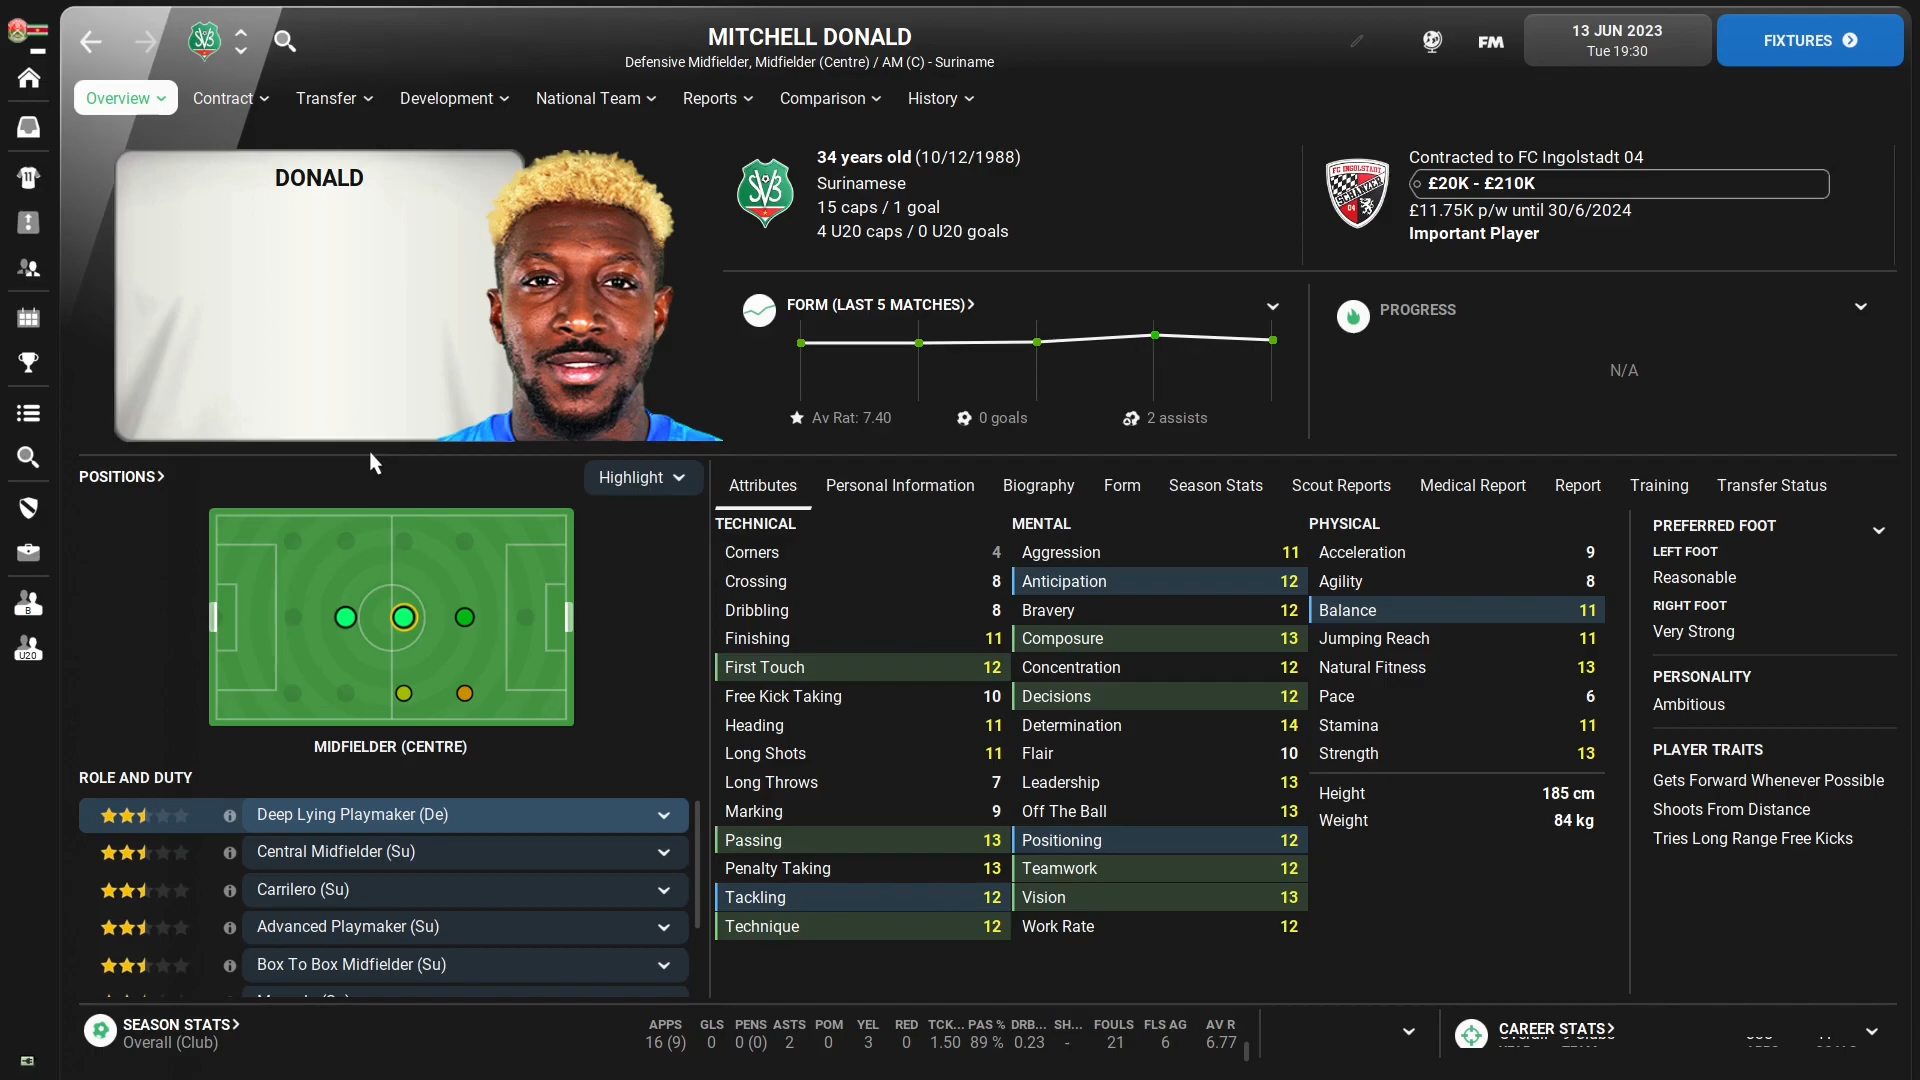 MITCHELL DONALD
Defensive Midfielder, Midfielder (Centre) / AM (C) - Suriname
FM
13 JUN 2023
Tue 19:30
FIXTURES
Overview
Contract
Transfer
Development
National Team
Reports
Comparison
History
DONALD
SVB
34 years old (10/12/1988)
Surinamese
15 caps / 1 goal
4 U20 caps / 0 U20 goals
FC INGOLSTADT
SCHANZER
04
Contracted to FC Ingolstadt 04
£20K - £210K
£11.75K p/w until 30/6/2024
Important Player
FORM (LAST 5 MATCHES)
Av Rat: 7.40
0 goals
2 assists
PROGRESS
N/A
11
B
U20
POSITIONS
Highlight
MIDFIELDER (CENTRE)
ROLE AND DUTY
Deep Lying Playmaker (De)
Central Midfielder (Su)
Carrilero (Su)
Advanced Playmaker (Su)
Box To Box Midfielder (Su)
Attributes
Personal Information
Biography
Form
Season Stats
Scout Reports
Medical Report
Report
Training
Transfer Status
TECHNICAL
Corners 4
Crossing 8
Dribbling 8
Finishing 11
First Touch 12
Free Kick Taking 10
Heading 11
Long Shots 11
Long Throws 7
Marking 9
Passing 13
Penalty Taking 13
Tackling 12
Technique 12
MENTAL
Aggression 11
Anticipation 12
Bravery 12
Composure 13
Concentration 12
Decisions 12
Determination 14
Flair 10
Leadership 13
Off The Ball 13
Positioning 12
Teamwork 12
Vision 13
Work Rate 12
PHYSICAL
Acceleration 9
Agility 8
Balance 11
Jumping Reach 11
Natural Fitness 13
Pace 6
Stamina 11
Strength 13
Height 185 cm
Weight 84 kg
PREFERRED FOOT
LEFT FOOT
Reasonable
RIGHT FOOT
Very Strong
PERSONALITY
Ambitious
PLAYER TRAITS
Gets Forward Whenever Possible
Shoots From Distance
Tries Long Range Free Kicks
SEASON STATS
Overall (Club)
APPS GLS PENS ASTS POM YEL RED TCK... PAS % DRB... SH... FOULS FLS AG AV R
16 (9) 0 0 (0) 2 0 3 0 1.50 89 % 0.23 - 21 6 6.77
CAREER STATS